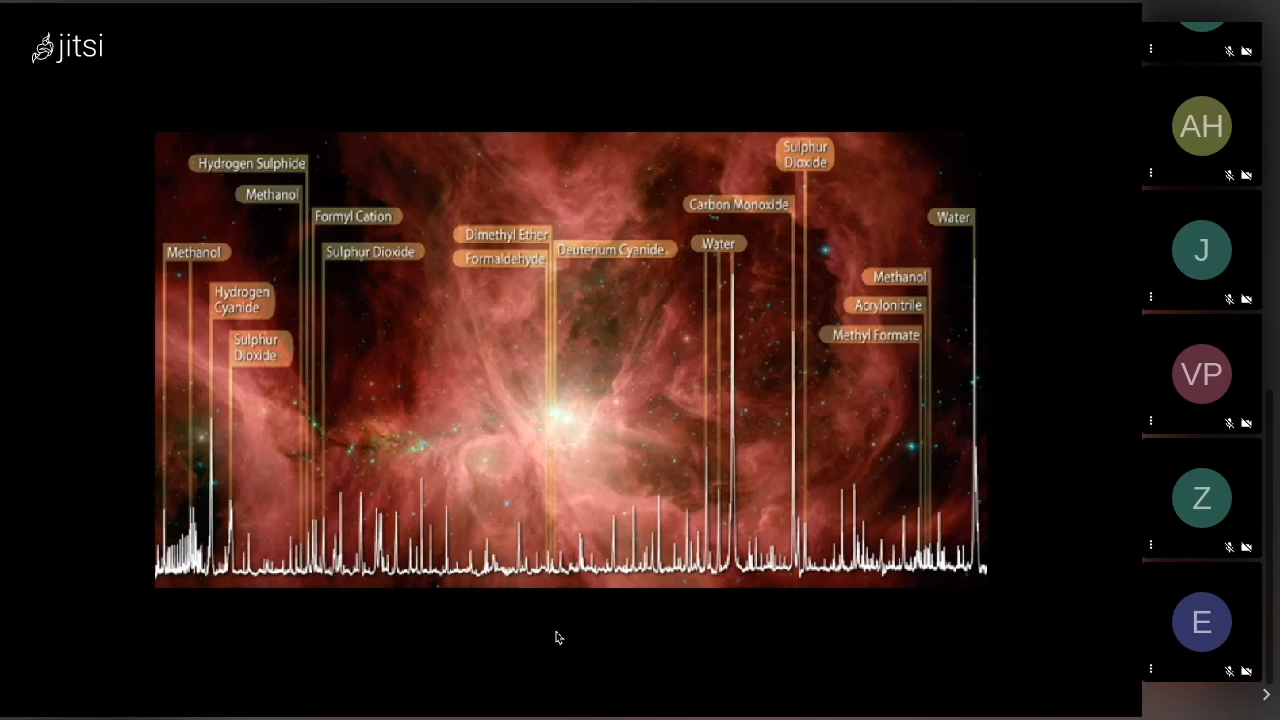 jitsi
Hydrogen Sulphide
Methanol
Formyl Cation
Methanol
Sulphur Dioxide
Hydrogen
Cyanide
Sulphur
Dioxide
Dimethyl Ether
Formaldehyde
Deuterium Cyanide
Sulphur
Dioxide
Carbon Monoxide
Water
Water
Methanol
Acrylonitrile
Methyl Formate
AH
J
VP
Z
E